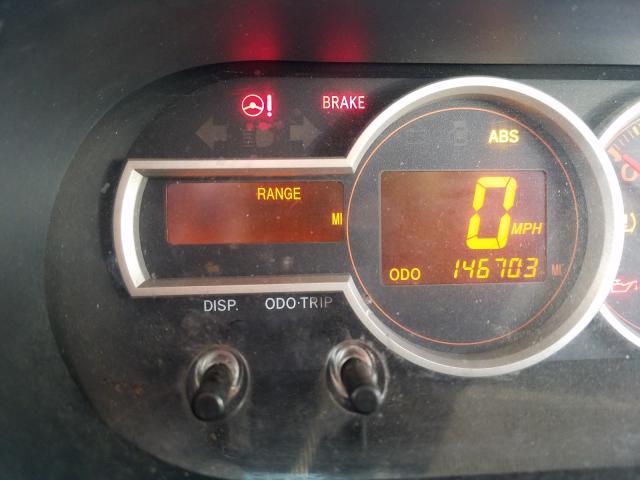 BRAKE
ABS
RANGE
MI
0 MPH
ODO 146703 MI
DISP. ODO·TRIP